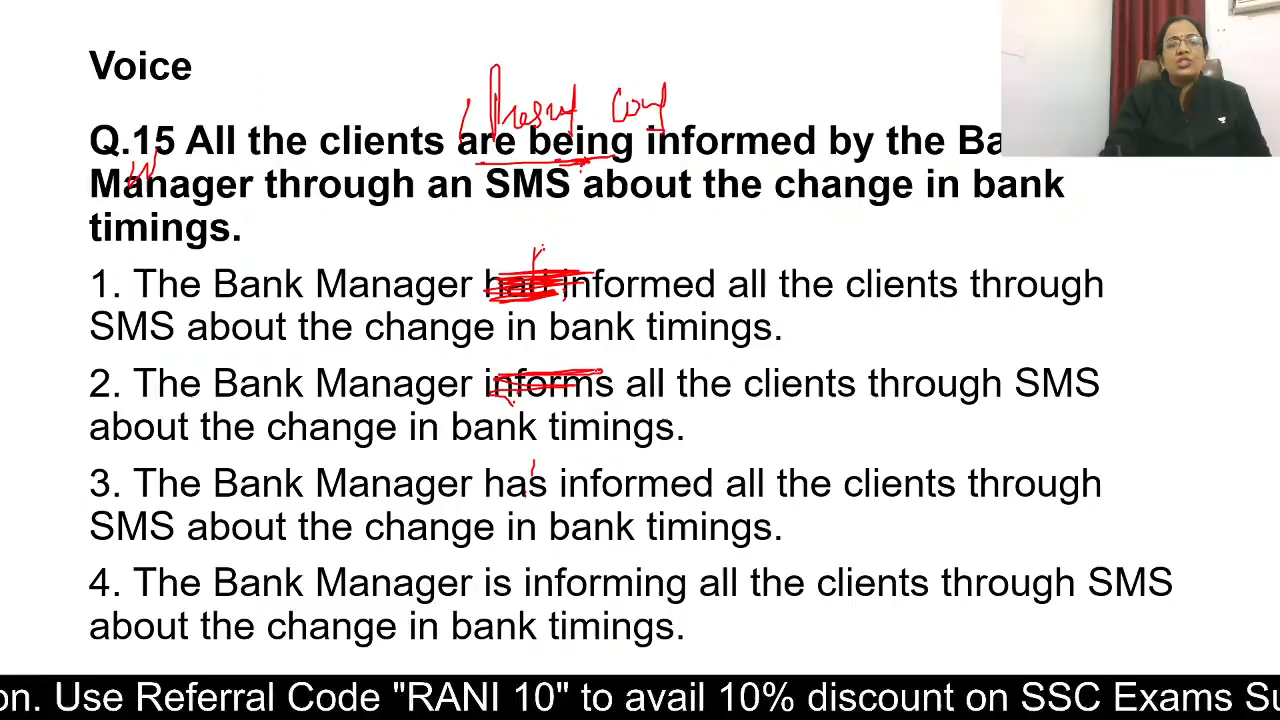 Voice
Present
Q.15 All the clients are being informed by the Ba
Manager through an SMS about the change in bank
timings.
1. The Bank Manager had informed all the clients through
SMS about the change in bank timings.
2. The Bank Manager informs all the clients through SMS
about the change in bank timings.
3. The Bank Manager has informed all the clients through
SMS about the change in bank timings.
4. The Bank Manager is informing all the clients through SMS
about the change in bank timings.
on. Use Referral Code "RANI 10" to avail 10% discount on SSC Exams Su